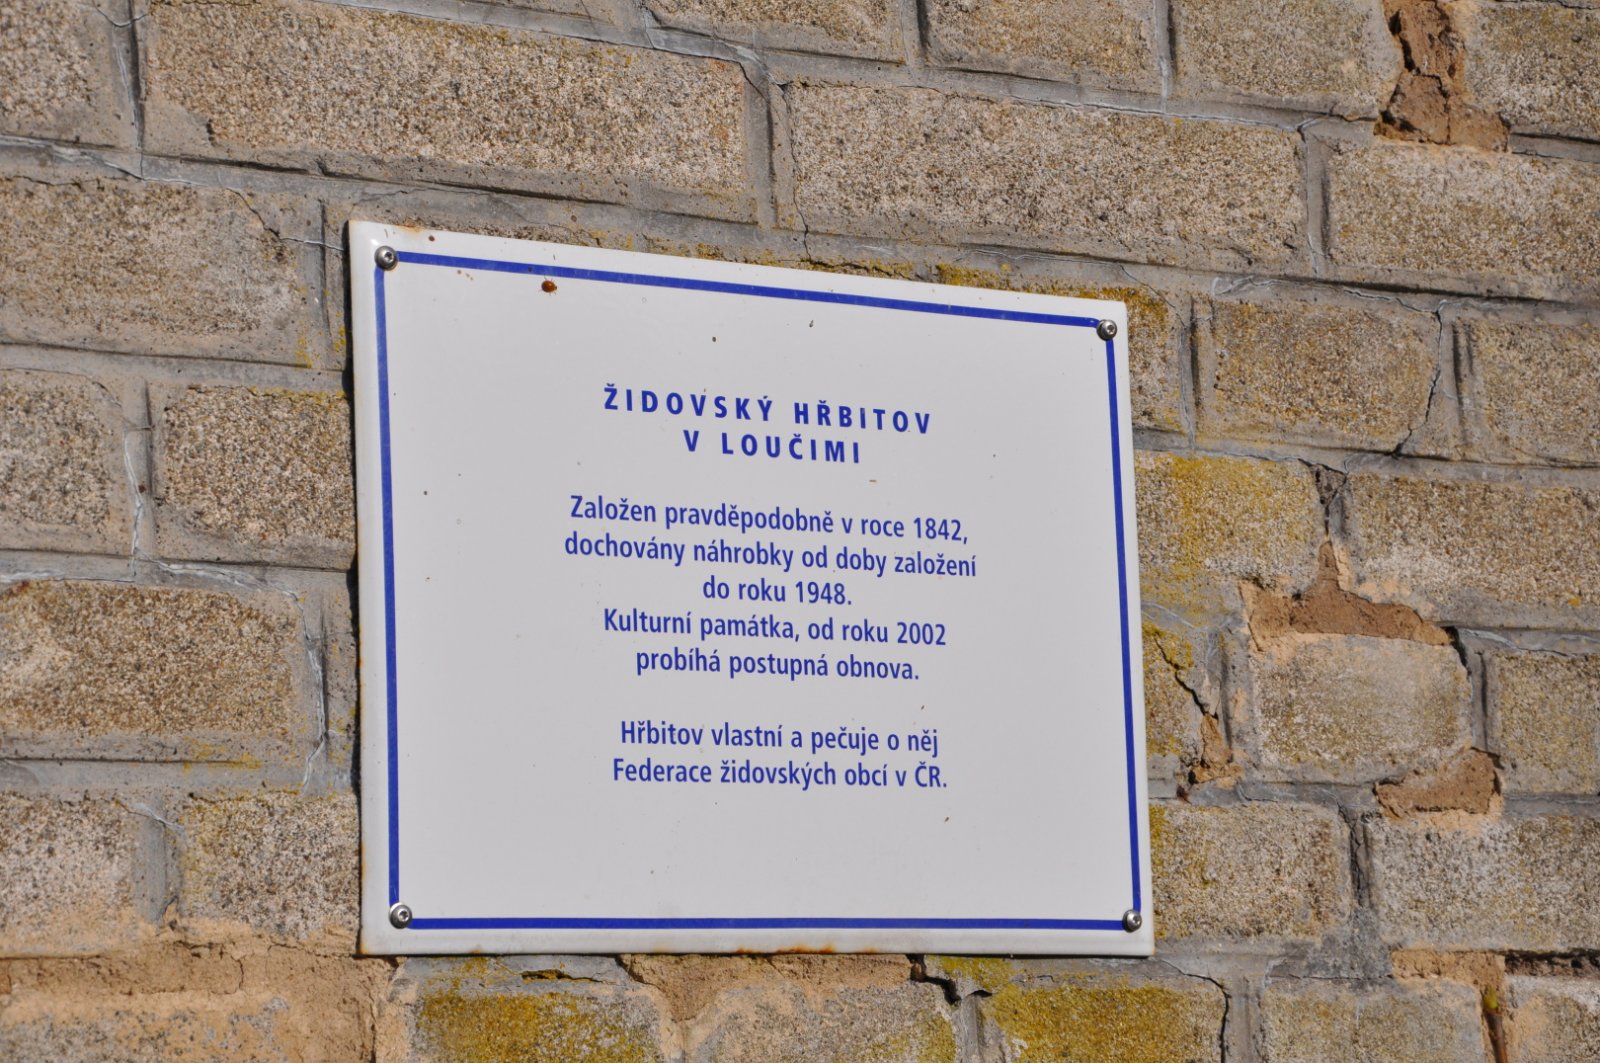 ŽIDOVSKÝ HŘBITOV
V LOUČIMI
Založen pravděpodobně v roce 1842,
dochovány náhrobky od doby založení
do roku 1948.
Kulturní památka, od roku 2002
probíhá postupná obnova.
Hřbitov vlastní a pečuje o něj
Federace židovských obcí v ČR.